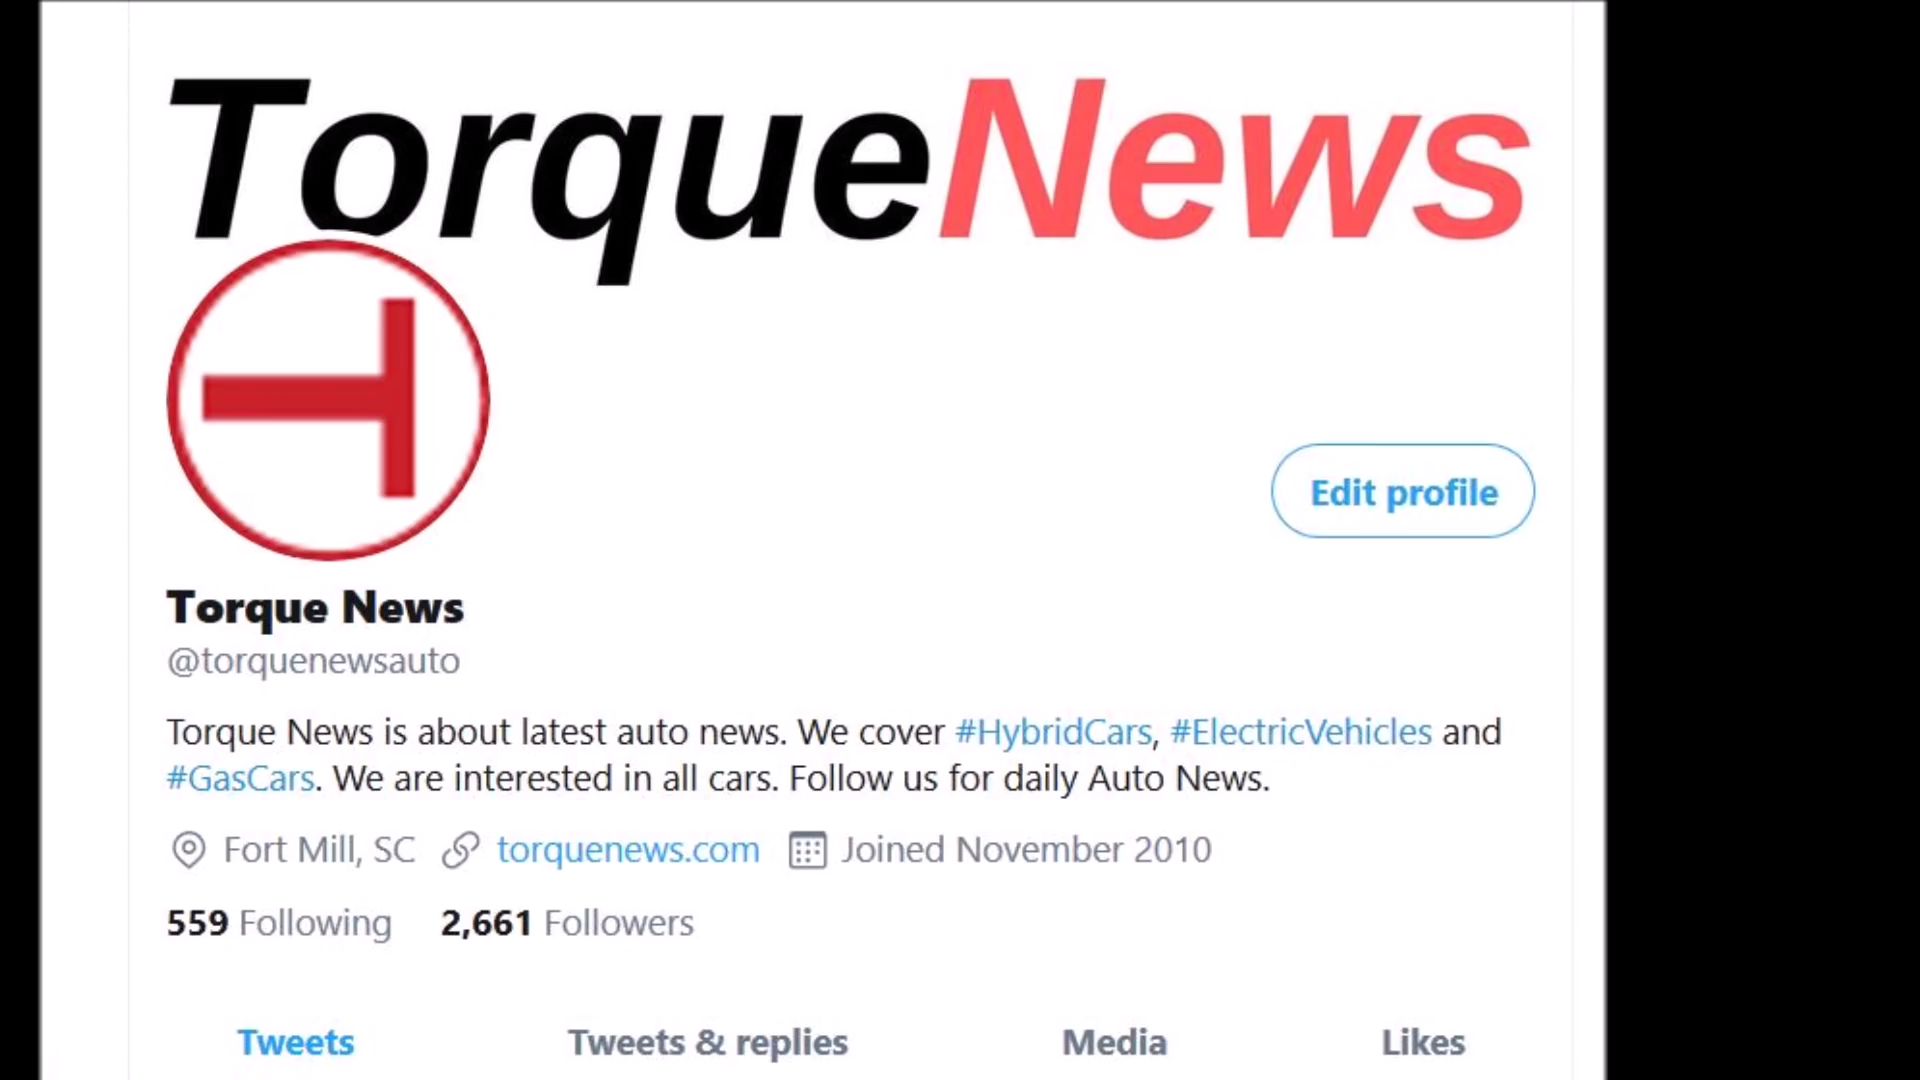 TorqueNews
T
Edit profile
Torque News
@torquenewsauto
Torque News is about latest auto news. We cover #HybridCars, #ElectricVehicles and
#GasCars. We are interested in all cars. Follow us for daily Auto News.
Fort Mill, SC torquenews.com Joined November 2010
559 Following 2,661 Followers
Tweets Tweets & replies Media Likes